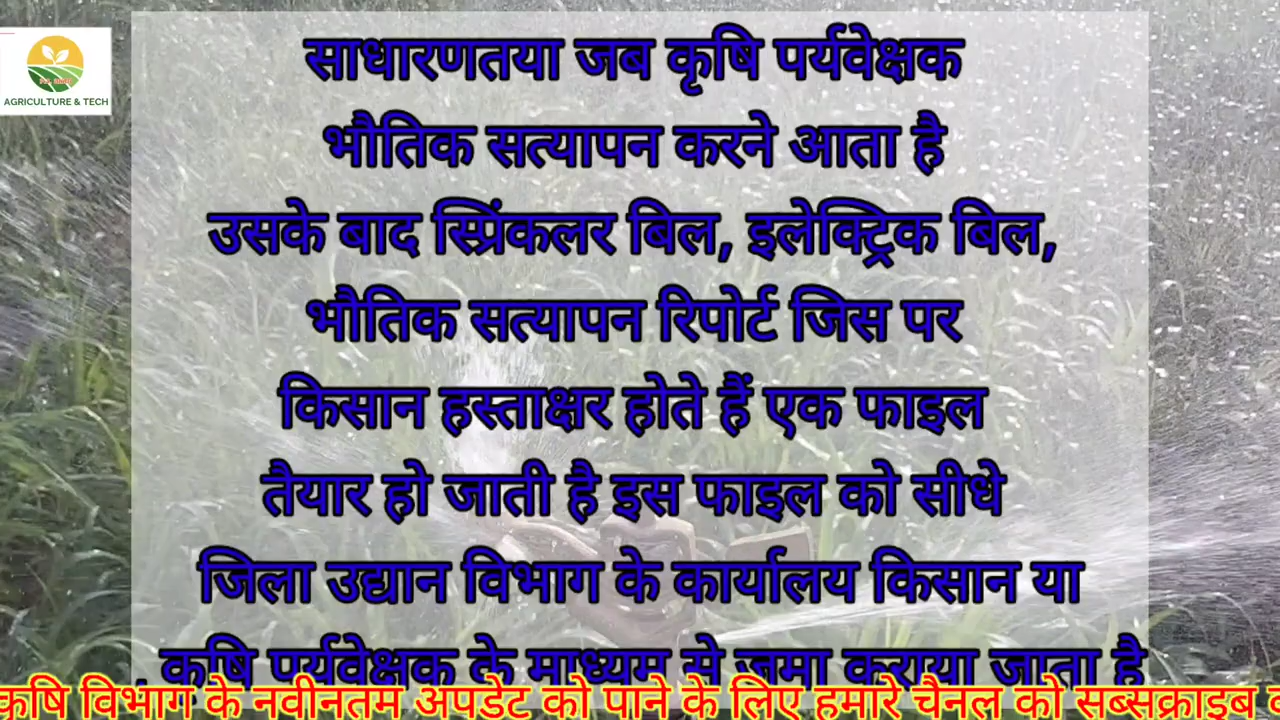 AGRICULTURE & TECH
साधारणतया जब कृषि पर्यवेक्षक
भौतिक सत्यापन करने आता है
उसके बाद स्प्रिंकलर बिल, इलेक्ट्रिक बिल,
भौतिक सत्यापन रिपोर्ट जिस पर
किसान हस्ताक्षर होते हैं एक फाइल
तैयार हो जाती है इस फाइल को सीधे
जिला उद्यान विभाग के कार्यालय किसान या
कृषि पर्यवेक्षक के माध्यम से जमा कराया जाता है
कृषि विभाग के नवीनतम अपडेट को पाने के लिए हमारे चैनल को सब्सक्राइब